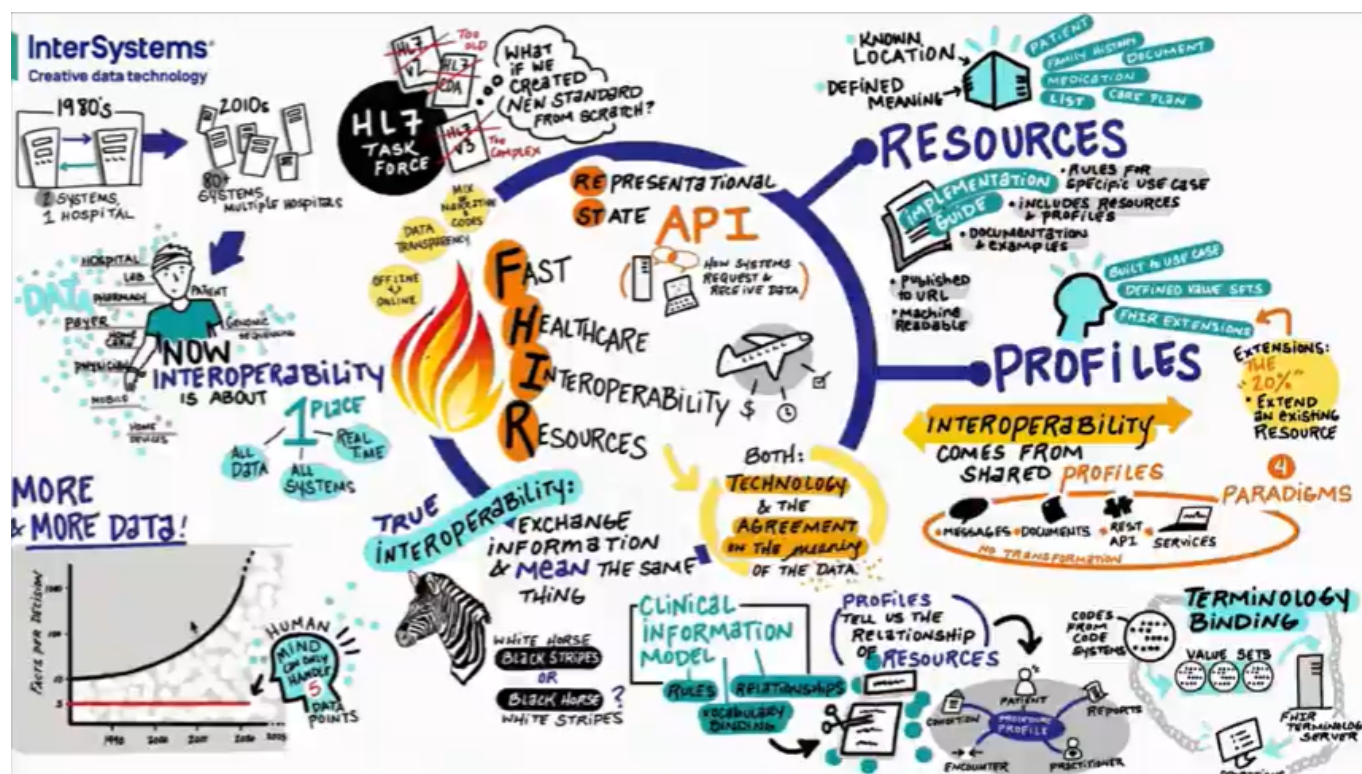 InterSystems
Creative data technology
1980's
2 SYSTEMS,
1 HOSPITAL
2010s
80+
SYSTEMS
MULTIPLE HOSPITALS
HL7
TASK
FORCE
HL7
V2
TOO
OLD
HL7
CDA
HL7
V3
TOO
COMPLEX
WHAT
IF WE
CREATED
NEW STANDARD
FROM SCRATCH?
DATA
HOSPITAL
LAB
PHARMACY
PAYER
HOME
CARE
PHYSICIAN
MOBILE
HOME
DEVICES
PATIENT
GENOMIC
SEQUENCING
NOW
INTEROPERABILITY
IS ABOUT
1 PLACE
ALL
DATA
ALL
SYSTEMS
REAL
TIME
MORE
& MORE DATA!
Facts per Decision
10
5
1990
2000
2020
HUMAN
MIND
CAN ONLY
HANDLE
5
DATA
POINTS
MIX
OF
NARRATIVE
&
CODES
DATA
TRANSPARENCY
OFFLINE
ONLINE
FAST
HEALTHCARE
INTEROPERABILITY
RESOURCES
REPRESENTATIONAL
STATE
API
HOW SYSTEMS
REQUEST &
RECEIVE DATA
$
BOTH:
TECHNOLOGY
& THE
AGREEMENT
ON THE meaning
OF THE DATA
TRUE
INTEROPERABILITY:
EXCHANGE
INFORMATION
& MEAN THE SAME
THING
WHITE HORSE
BLACK STRIPES
OR
BLACK HORSE
WHITE STRIPES
?
KNOWN
LOCATION
DEFINED
MEANING
PATIENT
FAMILY HISTORY
DOCUMENT
MEDICATION
LIST
CARE PLAN
RESOURCES
IMPLEMENTATION
GUIDE
• RULES FOR
SPECIFIC USE CASE
• INCLUDES RESOURCES
& PROFILES
• DOCUMENTATION
& EXAMPLES
• PUBLISHED
TO URL
• MACHINE
READABLE
BUILT TO USE CASE
DEFINED VALUE SETS
FHIR EXTENSIONS
PROFILES
EXTENSIONS:
THE
"20%"
• EXTEND
AN EXISTING
RESOURCE
INTEROPERABILITY
COMES FROM
SHARED PROFILES
4
PARADIGMS
• MESSAGES
• DOCUMENTS
• REST
API
• SERVICES
NO TRANSFORMATION
CLINICAL
INFORMATION
MODEL
RULES
RELATIONSHIPS
VOCABULARY
BINDING
PROFILES
TELL US THE
RELATIONSHIP
OF RESOURCES
PATIENT
CONDITION
REPORTS
PROCEDURE
PROFILE
ENCOUNTER
PRACTITIONER
TERMINOLOGY
BINDING
CODES
FROM
CODE
SYSTEMS
VALUE SETS
FHIR
TERMINOLOGY
SERVER